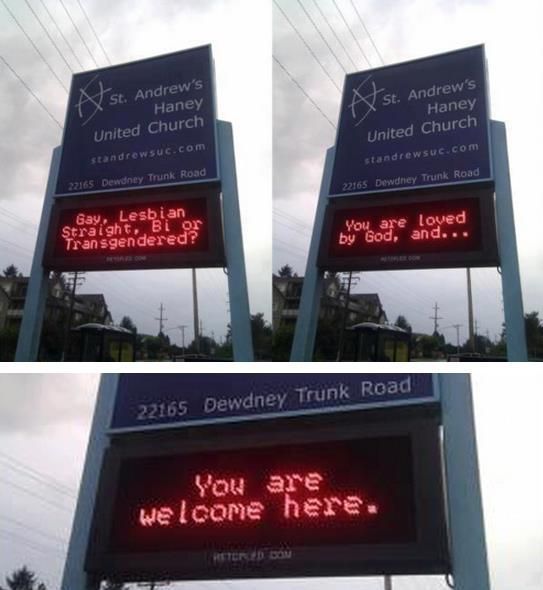 St. Andrew's
Haney
United Church
standrewsuc.com
22165 Dewdney Trunk Road
Gay, Lesbian
Straight, Bi or
Transgendered?
St. Andrew's
Haney
United Church
standrewsuc.com
22165 Dewdney Trunk Road
You are loved
by God, and...
22165 Dewdney Trunk Road
You are
welcome here.